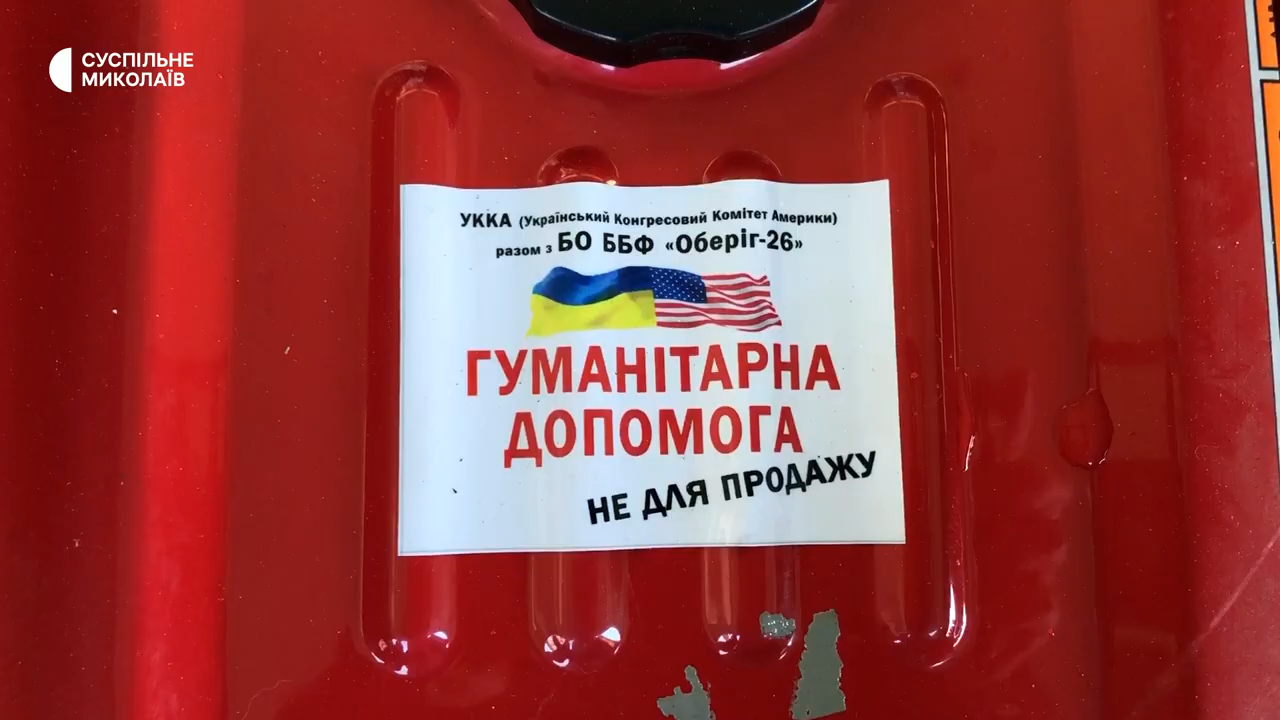 СУСПІЛЬНЕ
МИКОЛАЇВ
УККА (Український Конгресовий Комітет Америки)
разом з БО ББФ «Оберіг-26»
ГУМАНІТАРНА
ДОПОМОГА
НЕ ДЛЯ ПРОДАЖУ